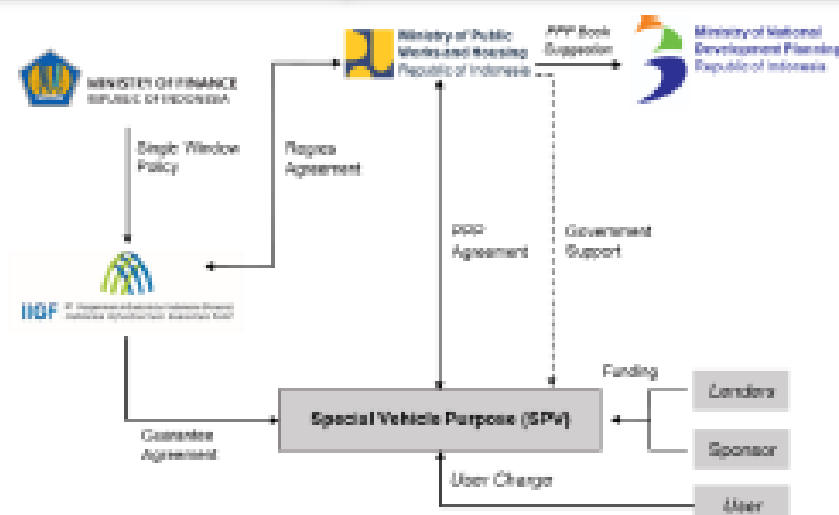 MINISTRY OF FINANCE
REPUBLIC OF INDONESIA
Ministry of Public
Works and Housing
Republic of Indonesia
PPP Book
Suggestion
Ministry of National
Development Planning
Republic of Indonesia
Single Window
Policy
Regres
Agreement
PPP
Agreement
Government
Support
IIGF
Guarantee
Agreement
Special Vehicle Purpose (SPV)
Funding
Lenders
Sponsor
User Charge
User